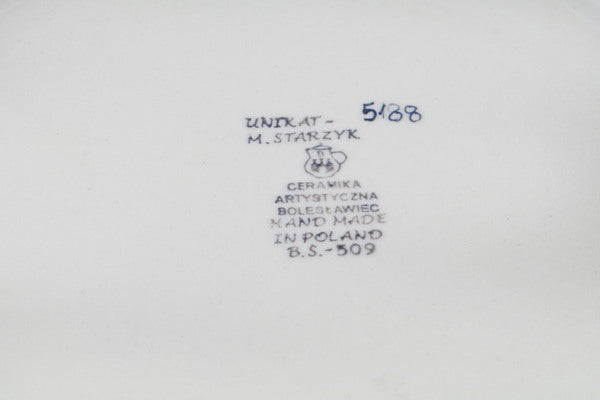 UNIKAT- 5188
M. STARZYK
CERAMIKA
ARTYSTYCZNA
BOLESŁAWIEC
HAND MADE
IN POLAND
B.S.-509